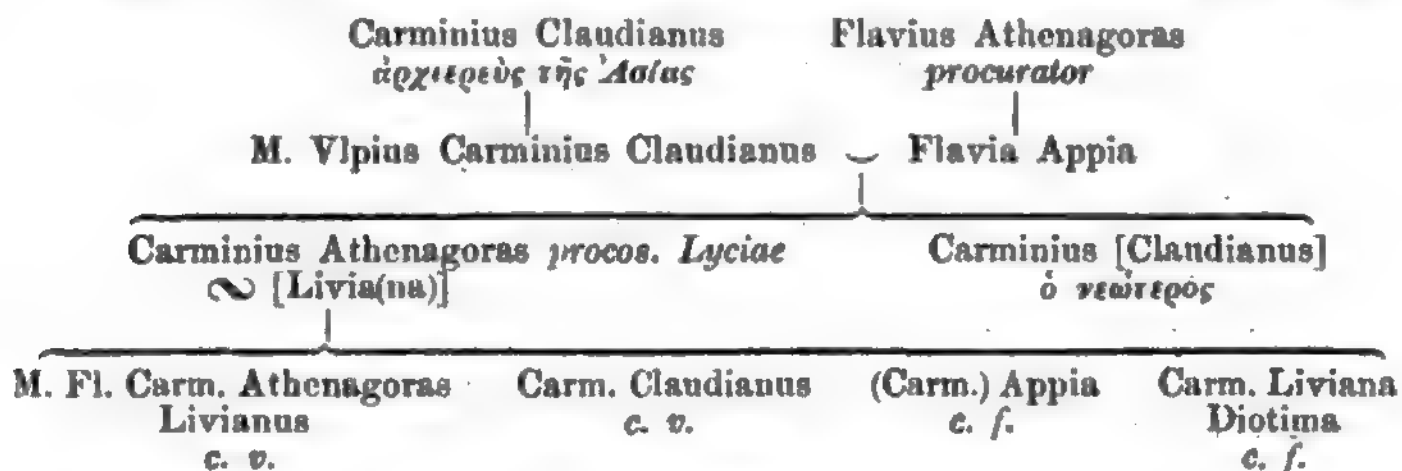 Carminius Claudianus Flavius Athenagoras
ἀρχιερεὺς τῆς Ἀσίας procurator
M. Vlpius Carminius Claudianus ⏑ Flavia Appia
Carminius Athenagoras procos. Lyciae Carminius [Claudianus]
∾ [Livia(na)] ὁ νεώτερος
M. Fl. Carm. Athenagoras Carm. Claudianus (Carm.) Appia Carm. Liviana
Livianus c. v. c. f. Diotima
c. v. c. f.